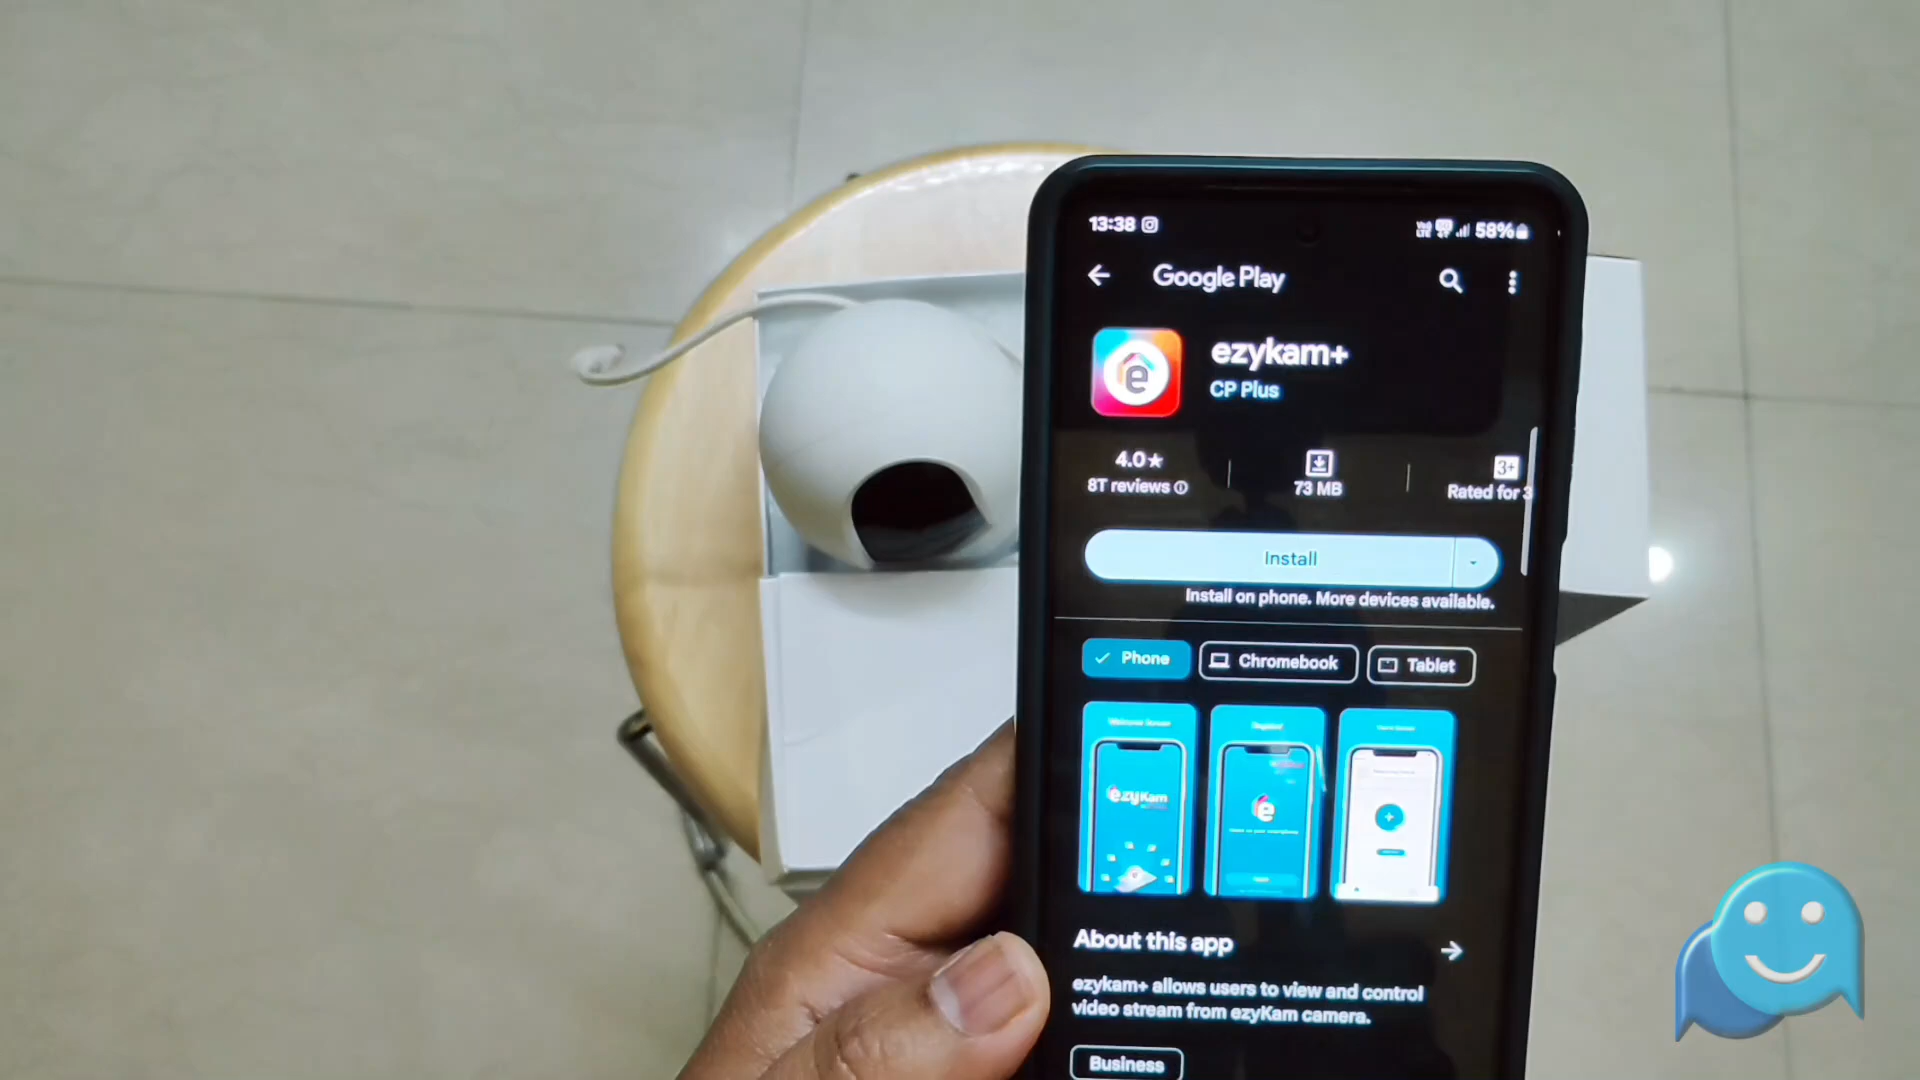 13:38
58%
Google Play
ezykam+
CP Plus
4.0★
8T reviews
73 MB
3+
Rated for 3
Install
Install on phone. More devices available.
Phone
Chromebook
Tablet
ezyKam
About this app
ezykam+ allows users to view and control
video stream from ezyKam camera.
Business